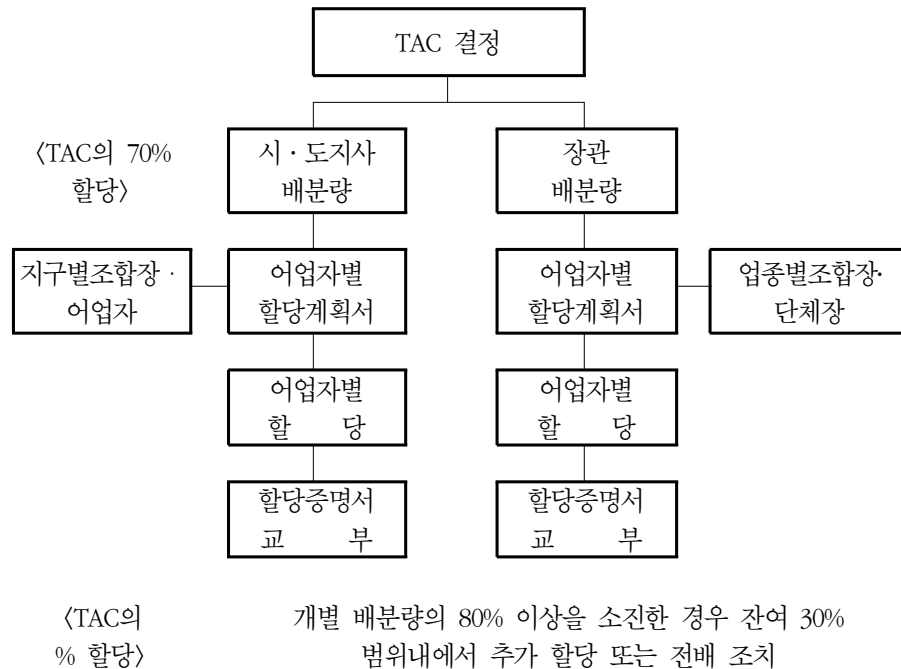 TAC 결정
〈TAC의 70%
할당〉
시·도지사
배분량
장관
배분량
지구별조합장·
어업자
어업자별
할당계획서
어업자별
할당계획서
업종별조합장·
단체장
어업자별
할 당
어업자별
할 당
할당증명서
교 부
할당증명서
교 부
〈TAC의
% 할당〉
개별 배분량의 80% 이상을 소진한 경우 잔여 30%
범위내에서 추가 할당 또는 전배 조치